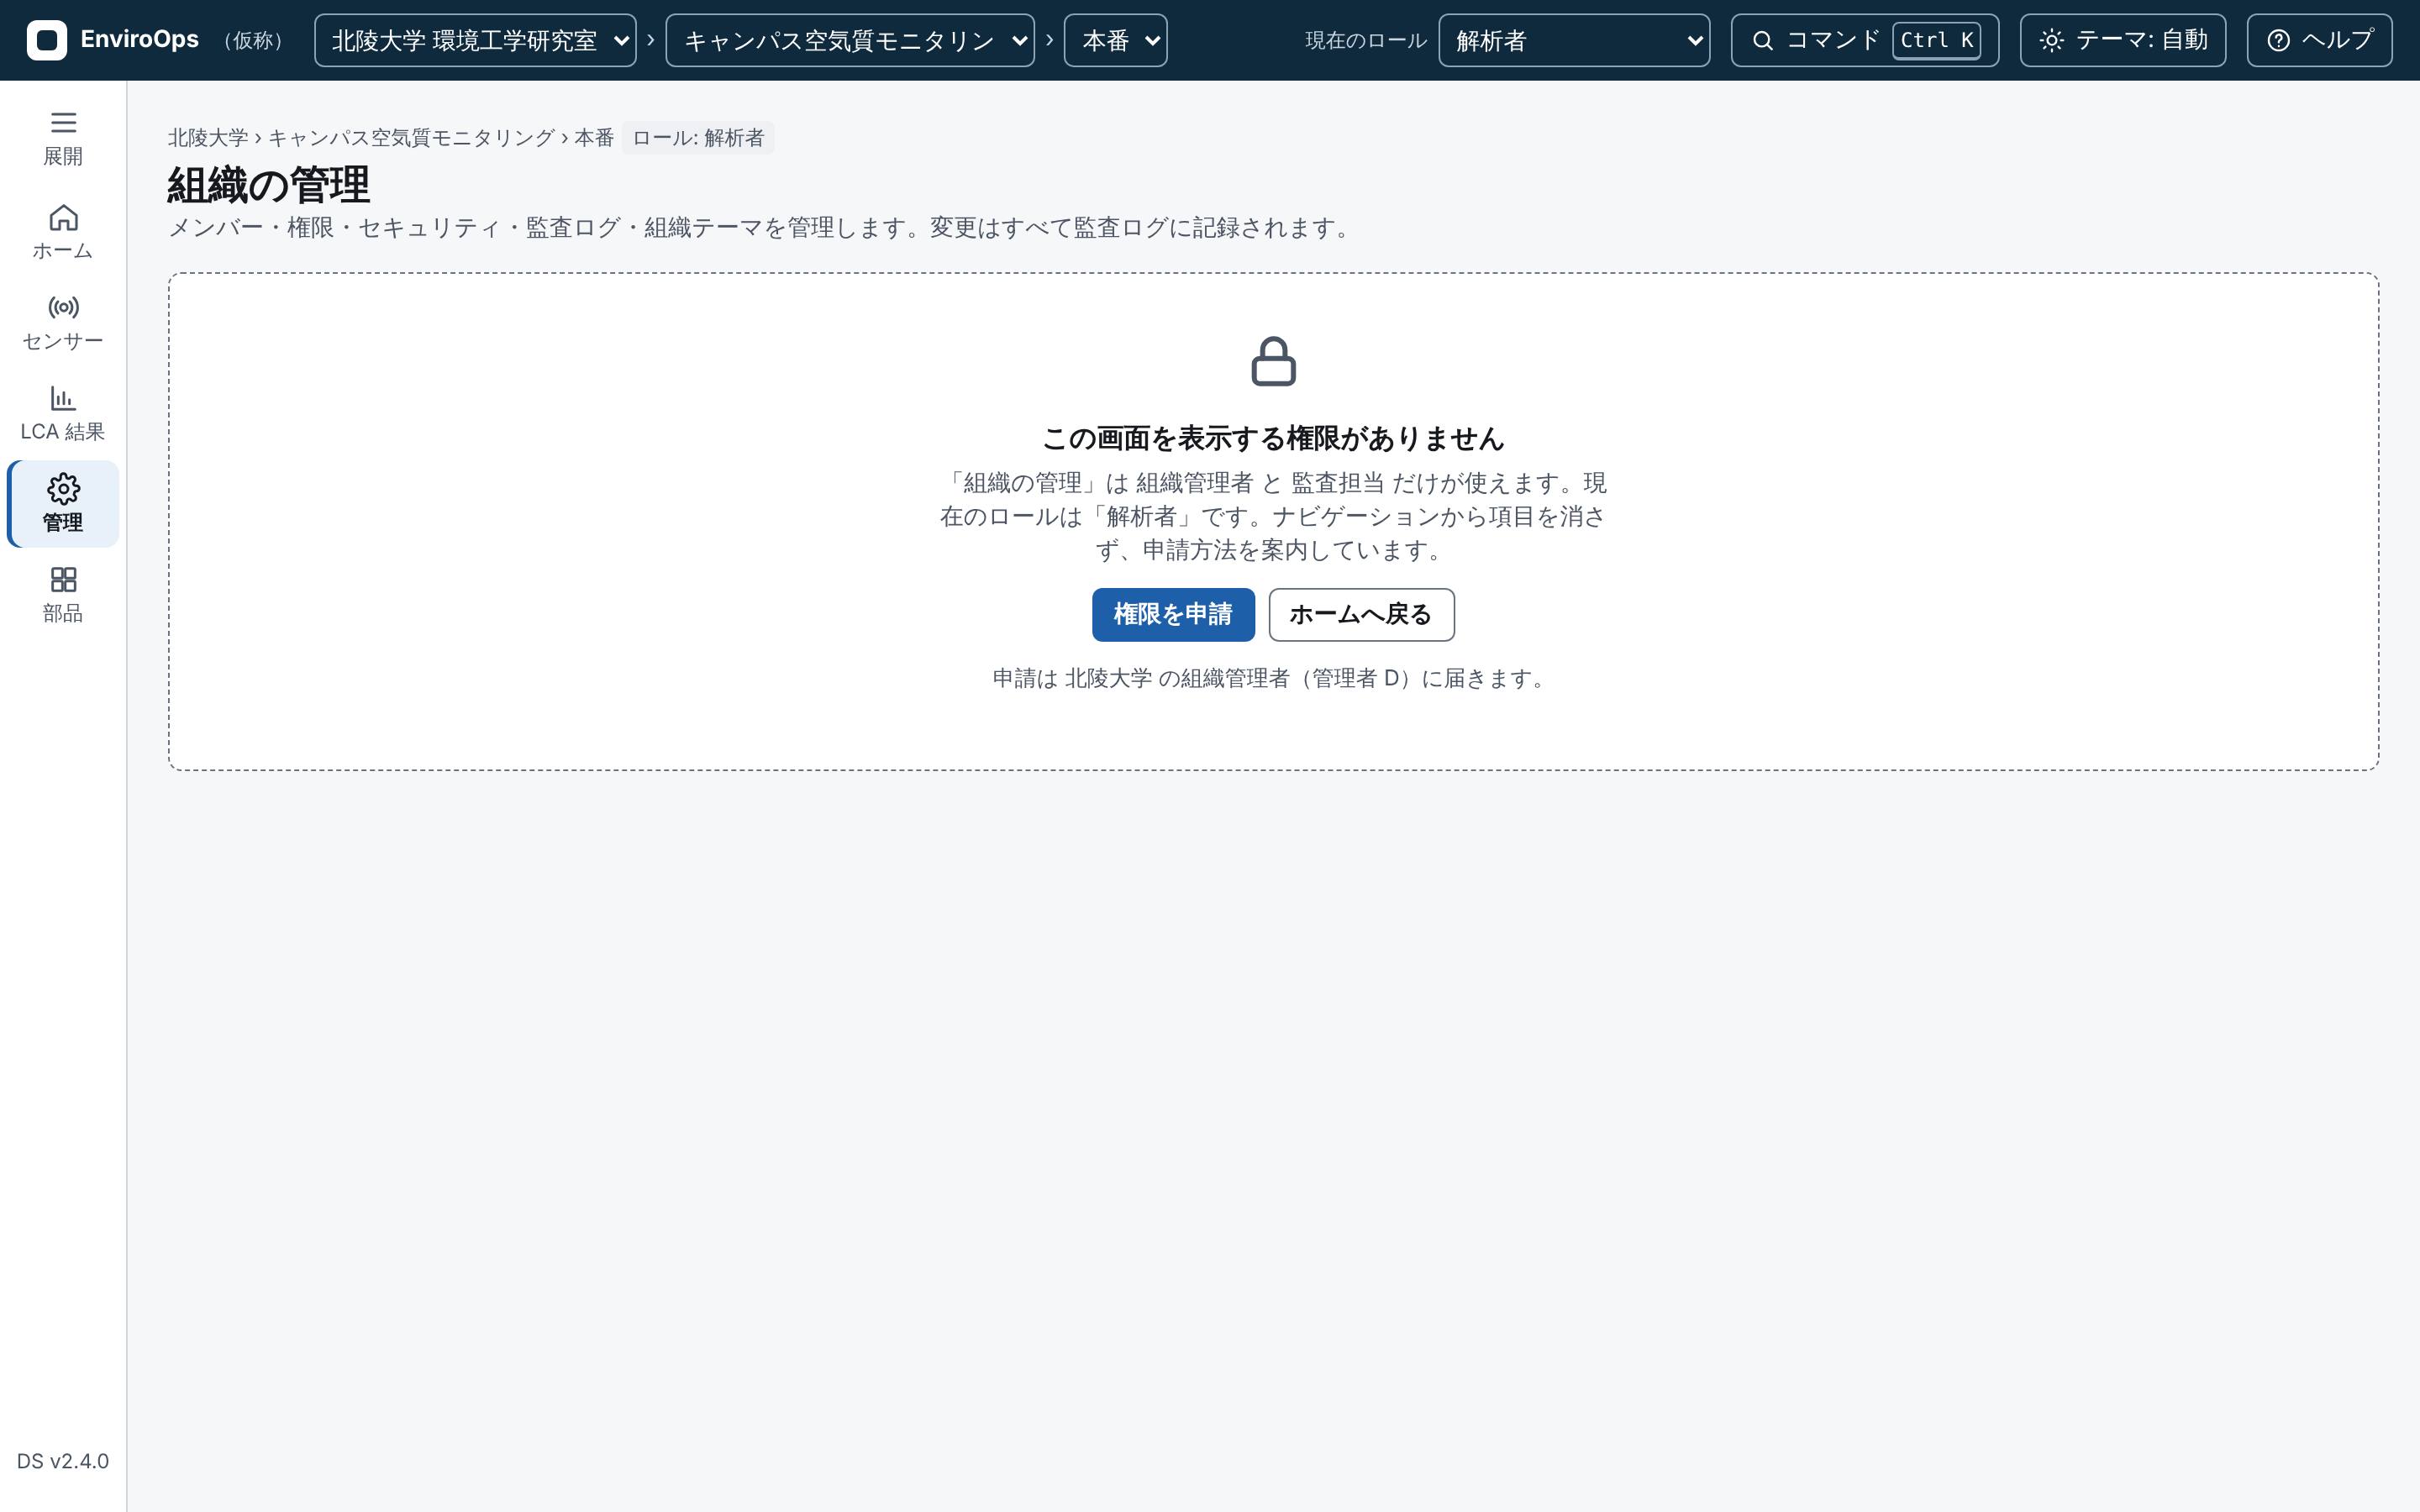 EnviroOps （仮称） 北陵大学 環境工学研究室 › キャンパス空気質モニタリン › 本番 現在のロール 解析者 コマンド Ctrl K テーマ: 自動 ヘルプ
展開
ホーム
センサー
LCA 結果
管理
部品
DS v2.4.0
北陵大学 › キャンパス空気質モニタリング › 本番 ロール: 解析者
組織の管理
メンバー・権限・セキュリティ・監査ログ・組織テーマを管理します。変更はすべて監査ログに記録されます。
この画面を表示する権限がありません
「組織の管理」は 組織管理者 と 監査担当 だけが使えます。現
在のロールは「解析者」です。ナビゲーションから項目を消さ
ず、申請方法を案内しています。
権限を申請 ホームへ戻る
申請は 北陵大学 の組織管理者（管理者 D）に届きます。